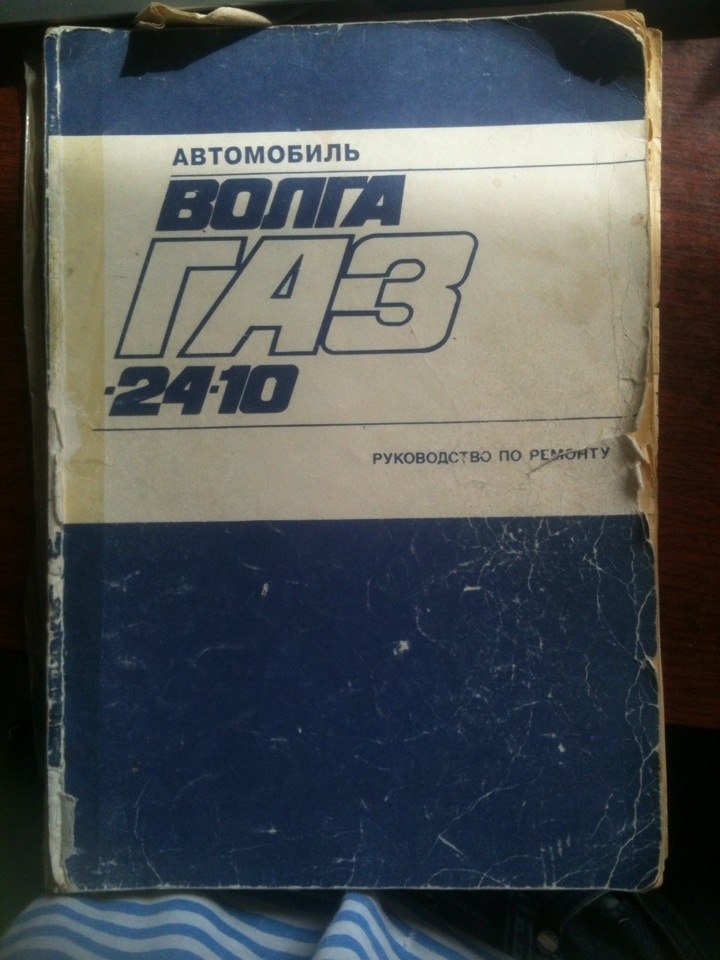 АВТОМОБИЛЬ
ВОЛГА
ГАЗ
-24-10
РУКОВОДСТВО ПО РЕМОНТУ